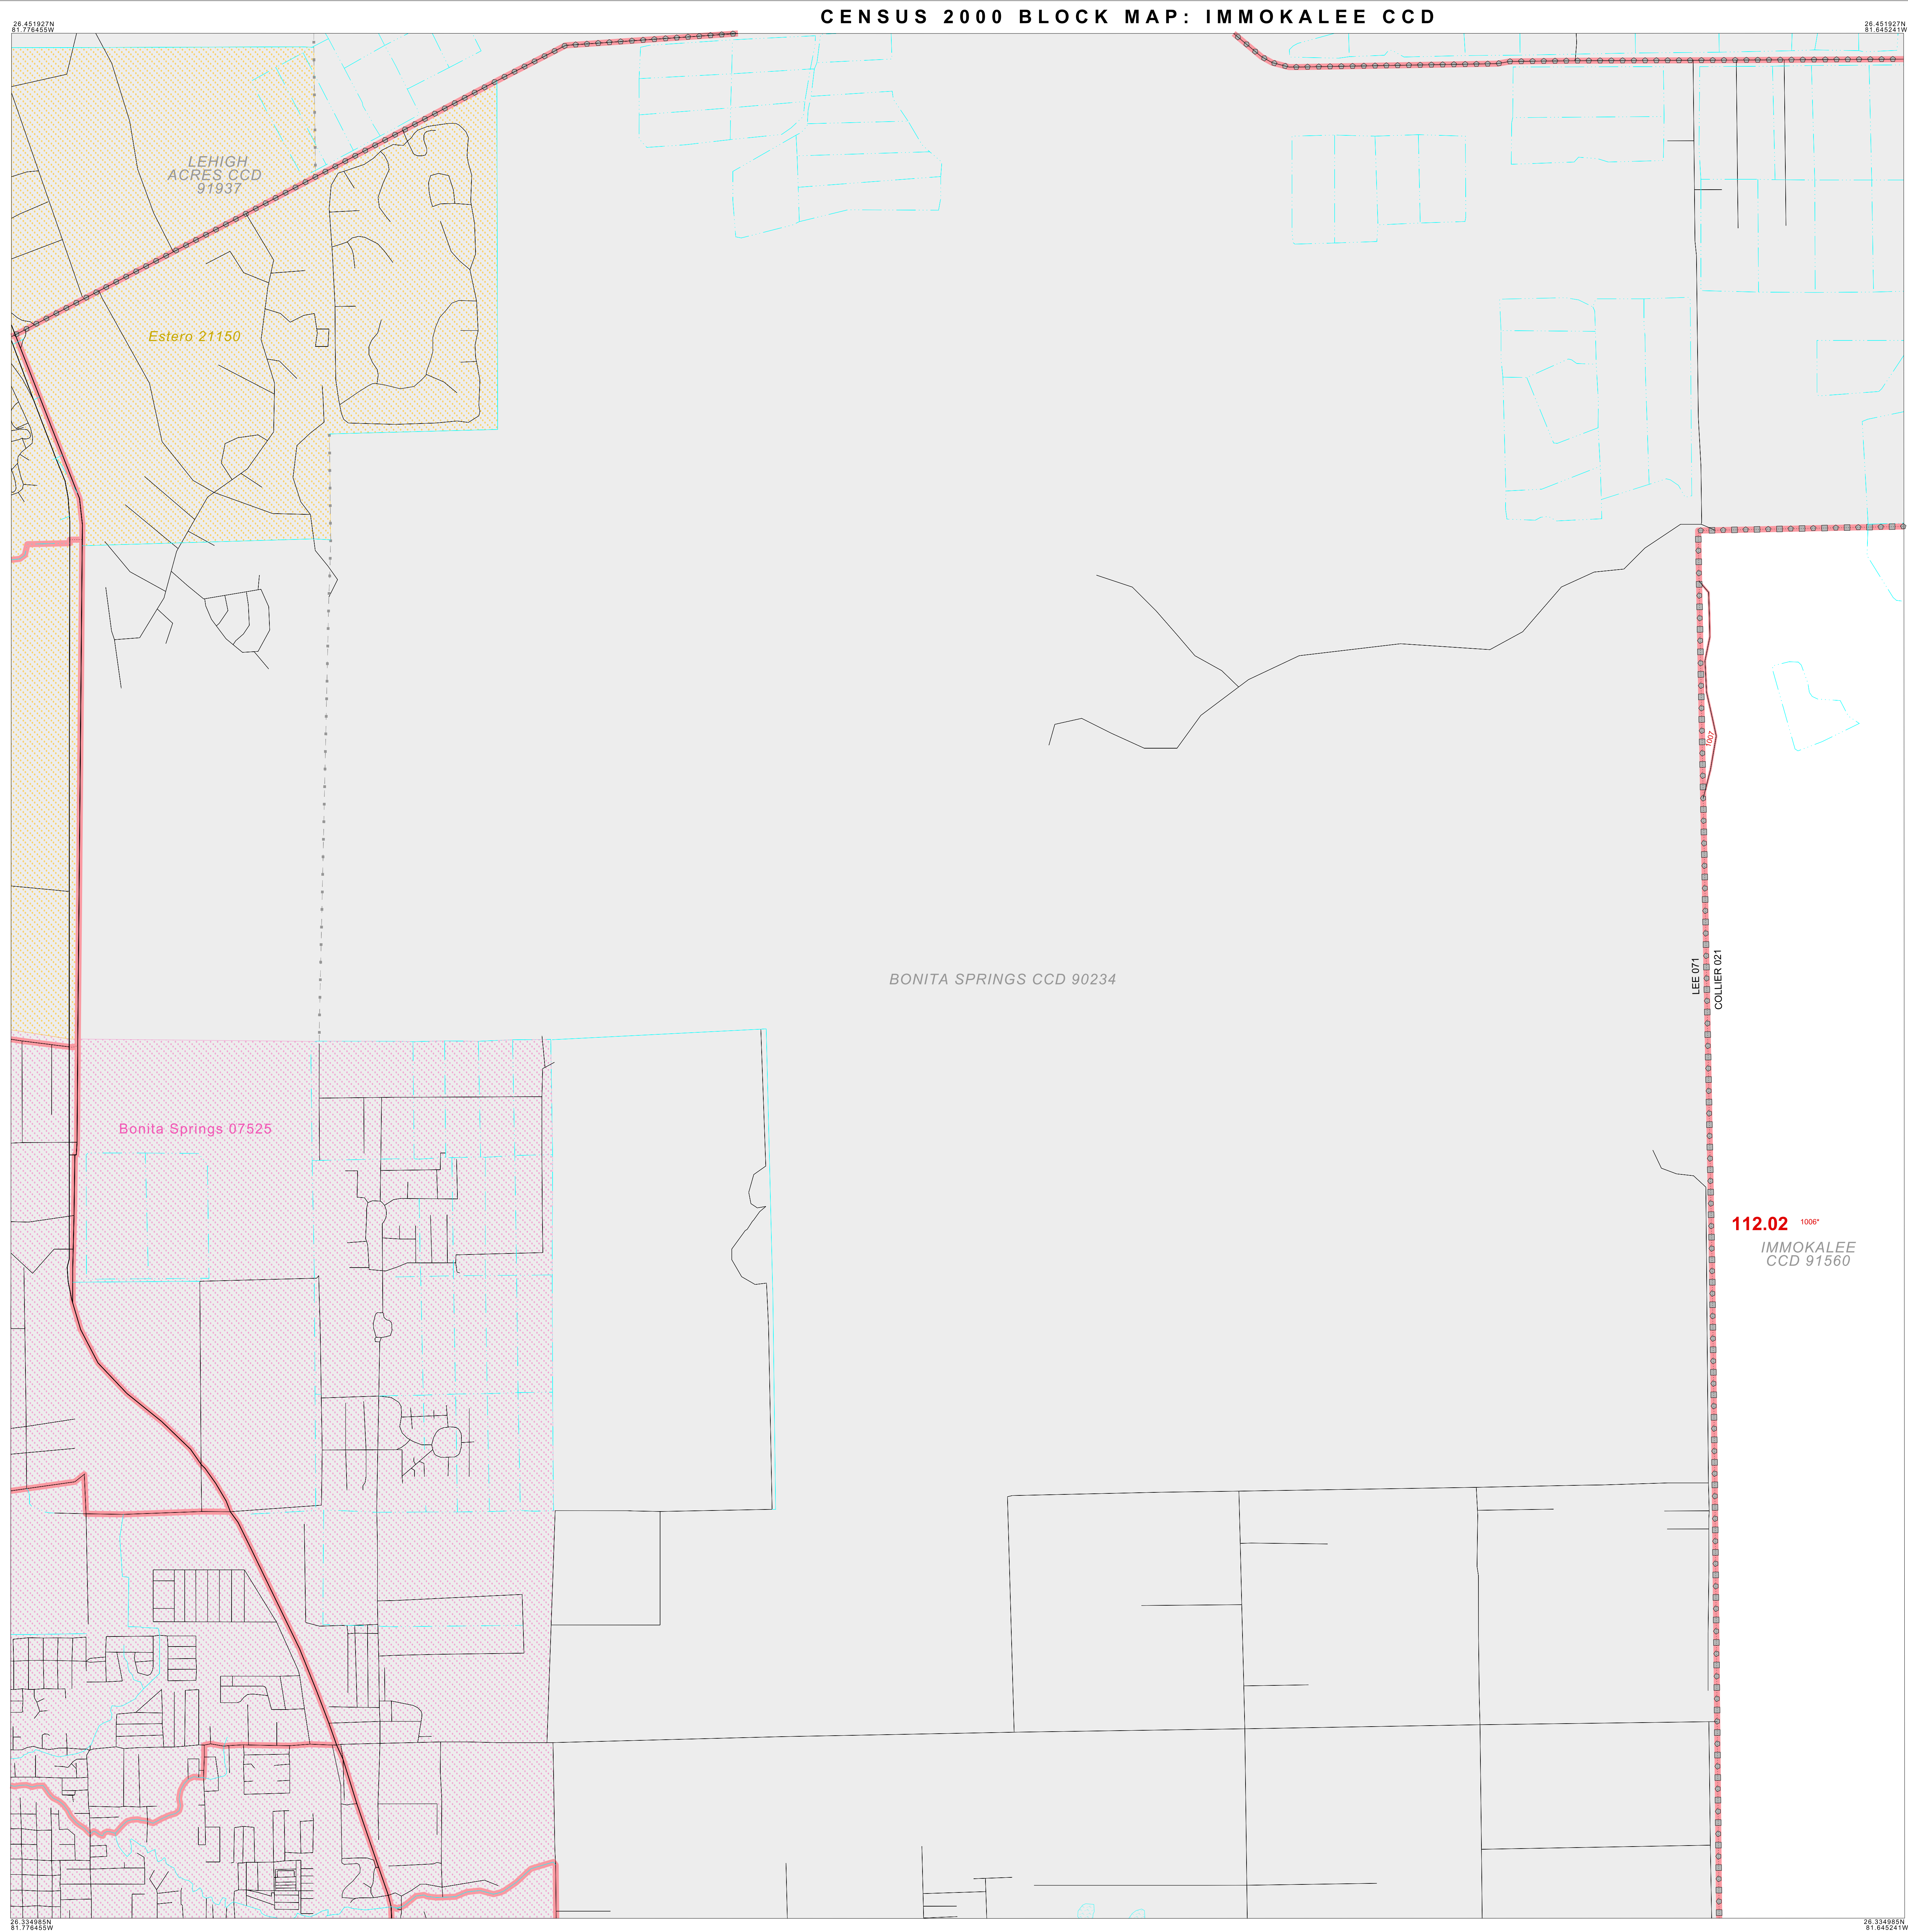 CENSUS 2000 BLOCK MAP: IMMOKALEE CCD
26.451927N
81.776455W
26.451927N
81.645241W
LEHIGH
ACRES CCD
91937
Estero 21150
1007
BONITA SPRINGS CCD 90234
LEE 071
COLLIER 021
Bonita Springs 07525
112.02 1006*
IMMOKALEE
CCD 91560
26.334985N
81.776455W
26.334985N
81.645241W